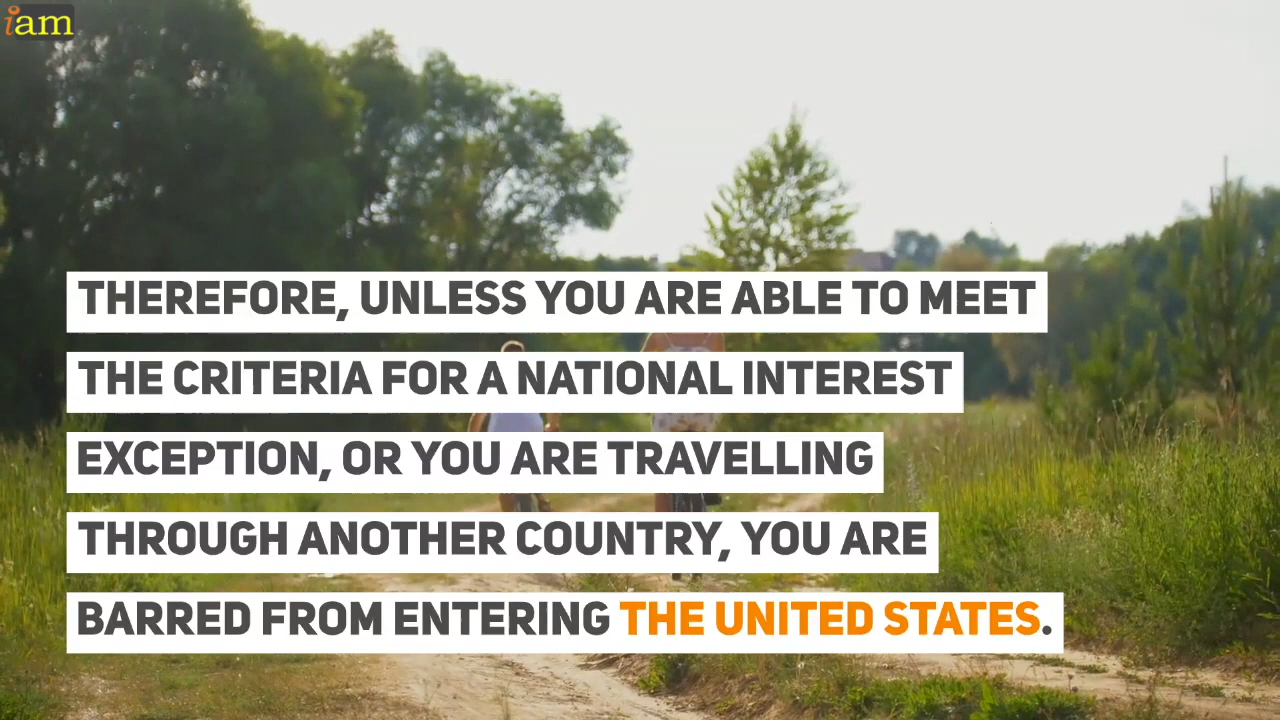 iam
THEREFORE, UNLESS YOU ARE ABLE TO MEET
THE CRITERIA FOR A NATIONAL INTEREST
EXCEPTION, OR YOU ARE TRAVELLING
THROUGH ANOTHER COUNTRY, YOU ARE
BARRED FROM ENTERING THE UNITED STATES.